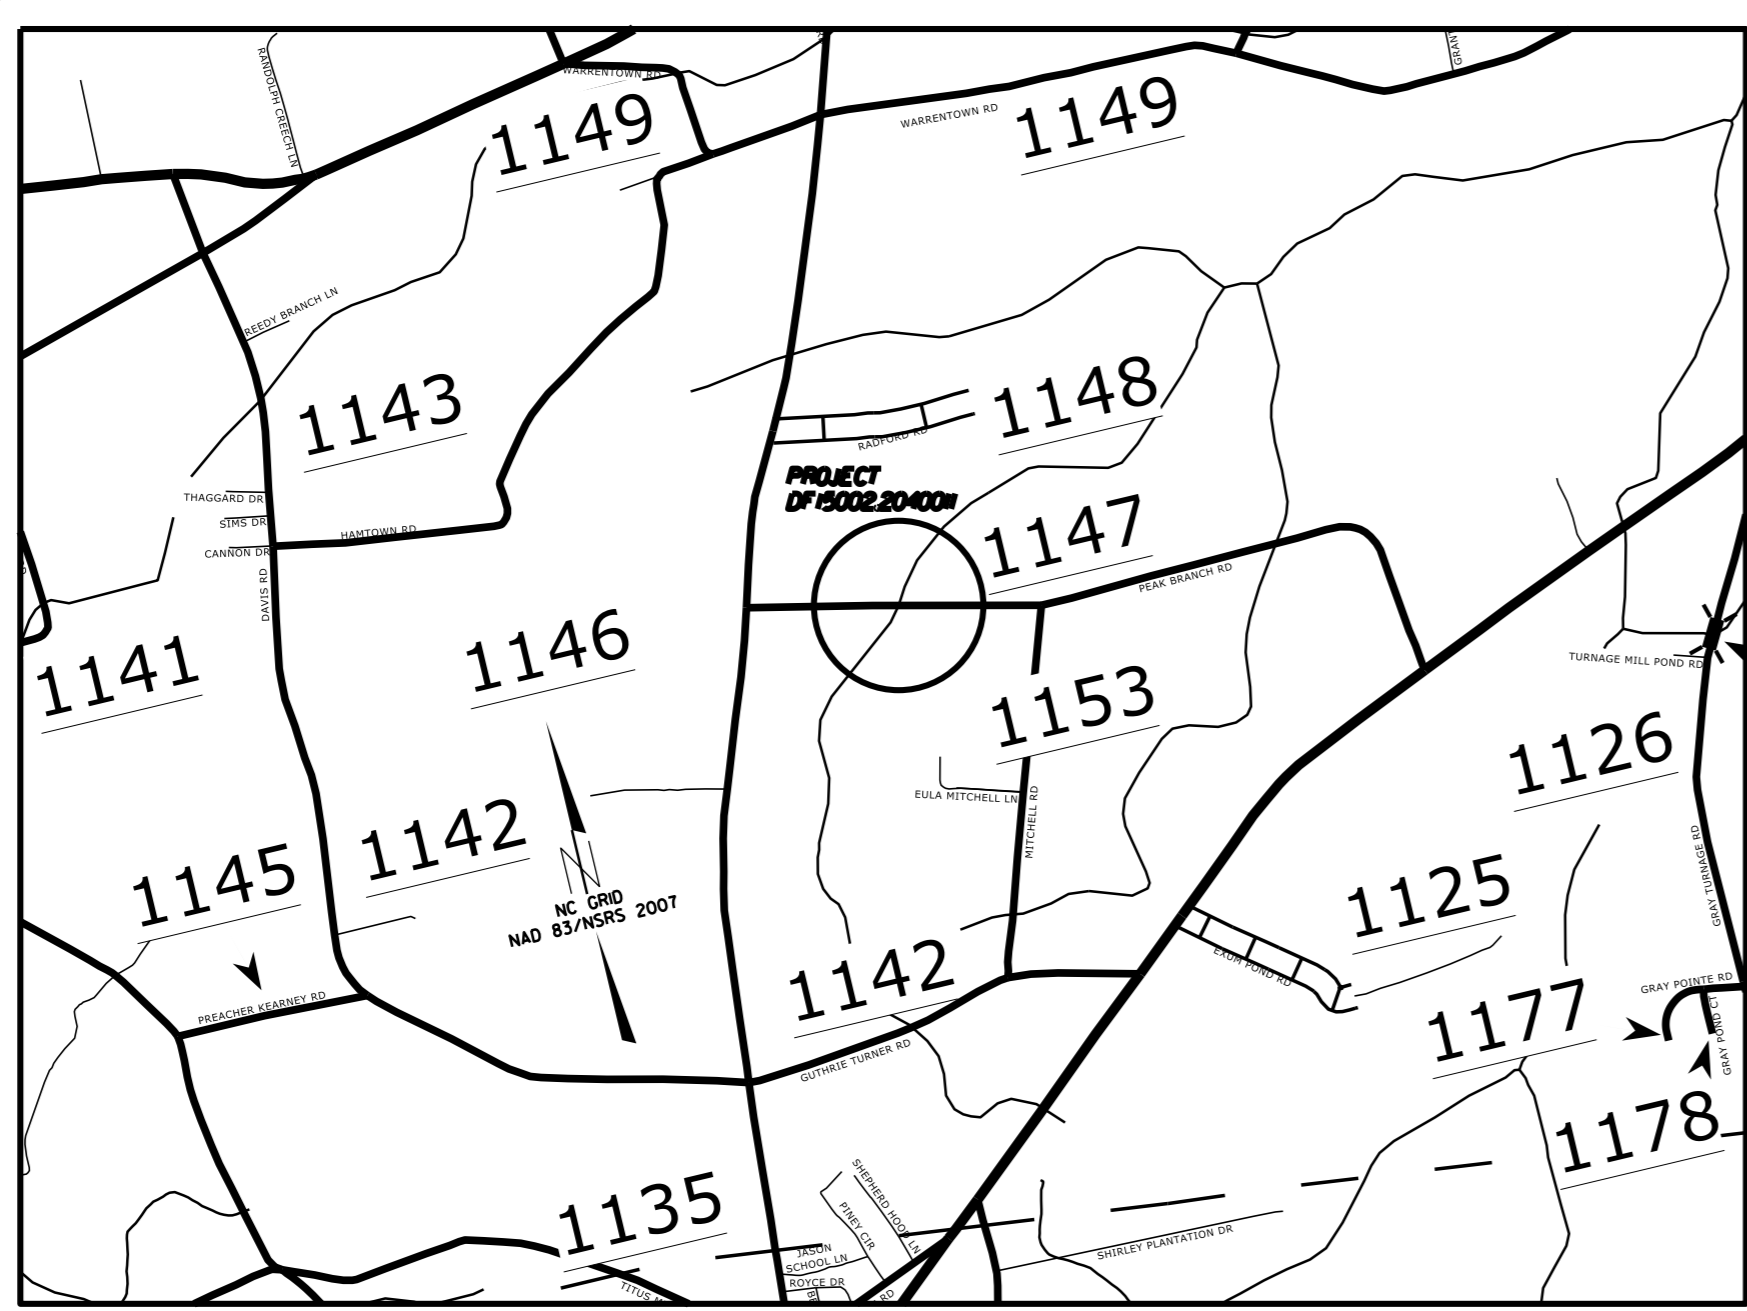 RANDOLPH CREECH LN
WARRENTOWN RD
1149
WARRENTOWN RD
1149
REEDY BRANCH LN
1143
1148
RADFORD RD
PROJECT
DF15002.20400N
THAGGARD DR
SIMS DR
CANNON DR
HAMTOWN RD
DAVIS RD
1147
PEAK BRANCH RD
1141
1146
1153
TURNAGE MILL POND RD
1126
EULA MITCHELL LN
MITCHELL RD
1145
1142
N
NC GRID
NAD 83/NSRS 2007
1125
GRAY TURNAGE RD
EXUM POND RD
PREACHER KEARNEY RD
1142
GUTHRIE TURNER RD
1177
GRAY POINTE RD
GRAY POND CT
1178
1135
SHEPHERD HOOD LN
PINEY CIR
JASON
SCHOOL LN
ROYCE DR
SHIRLEY PLANTATION DR
TITUS
RD